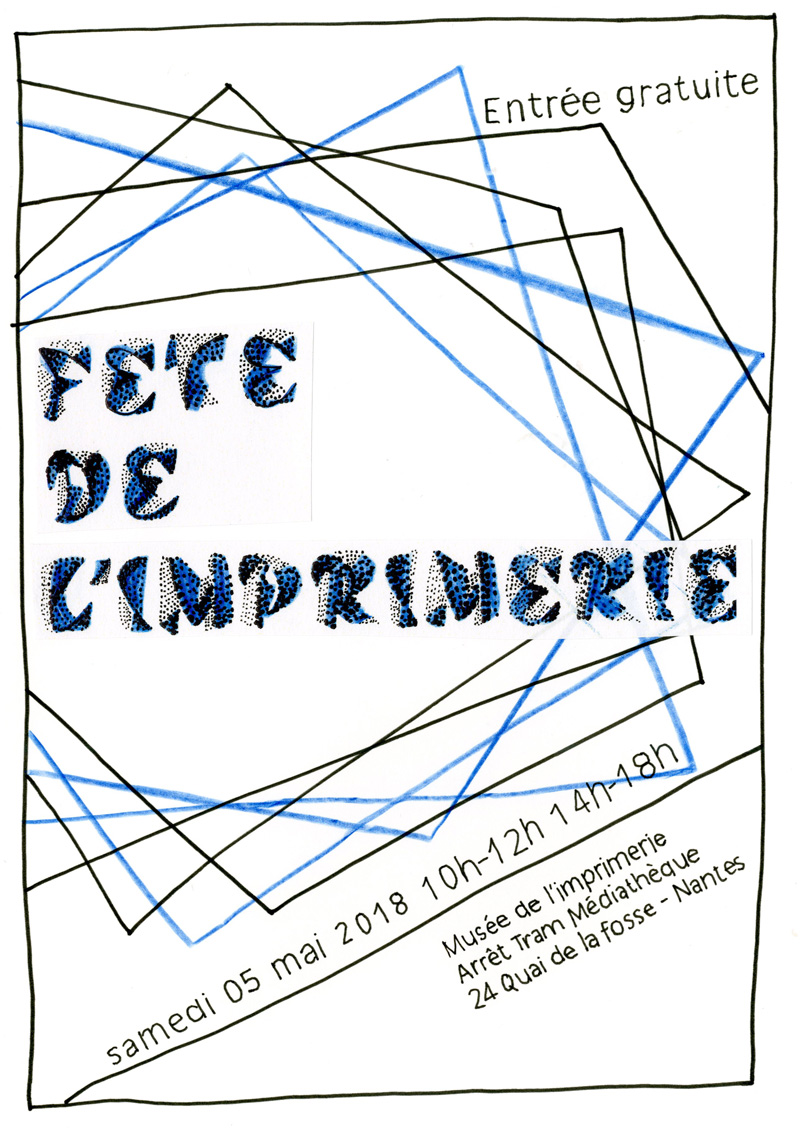 Entrée gratuite
FETE
DE
L'IMPRIMERIE
samedi 05 mai 2018 10h-12h 14h-18h
Musée de l'imprimerie
Arrêt Tram Médiathèque
24 Quai de la fosse - Nantes